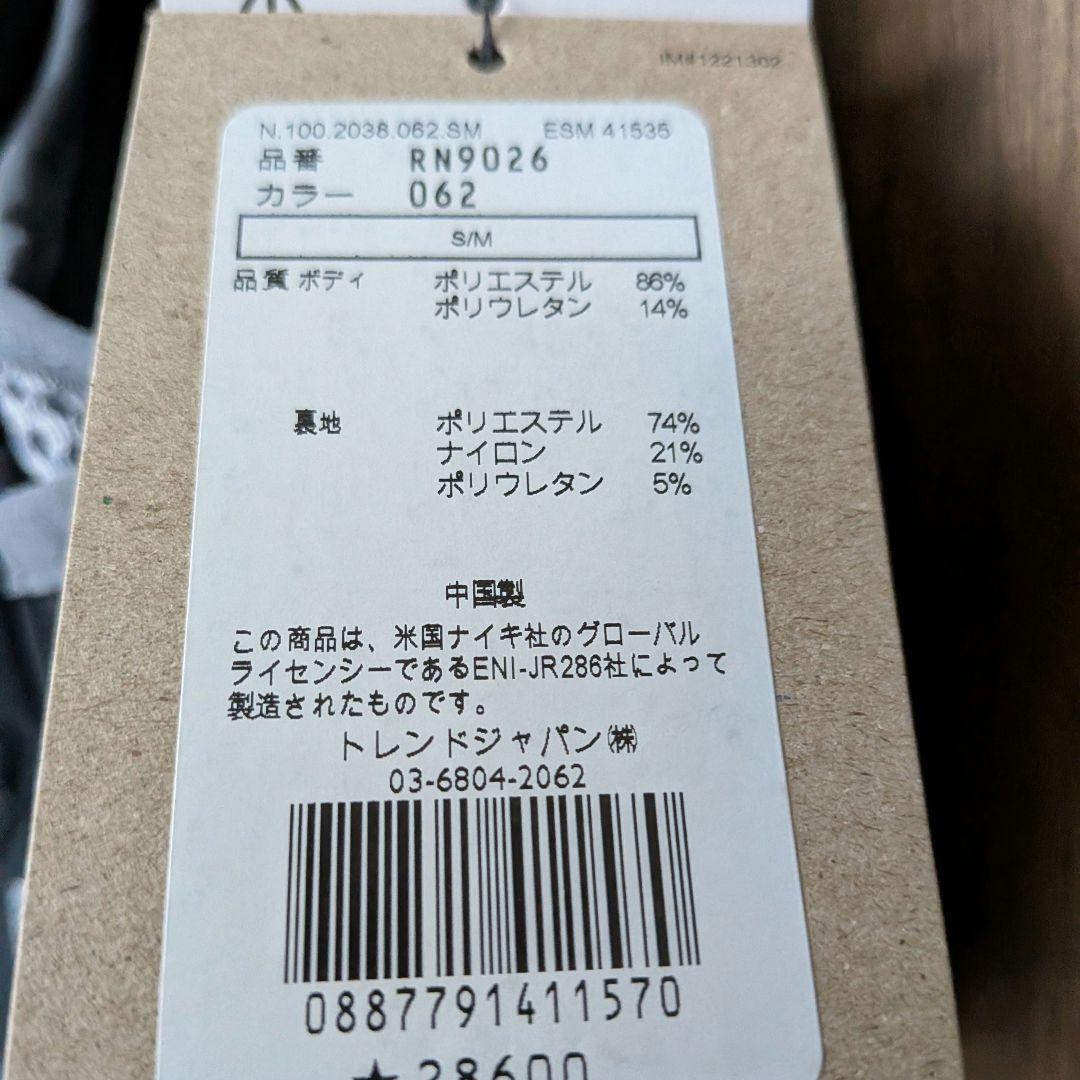 IM#1221302
N.100.2038.062.SM ESM 41535
品番 RN9026
カラー 062
S/M
品質 ボディ ポリエステル 86%
ポリウレタン 14%
裏地 ポリエステル 74%
ナイロン 21%
ポリウレタン 5%
中国製
この商品は、米国ナイキ社のグローバル
ライセンシーであるENI-JR286社によって
製造されたものです。
トレンドジャパン㈱
03-6804-2062
0887791411570
★28600